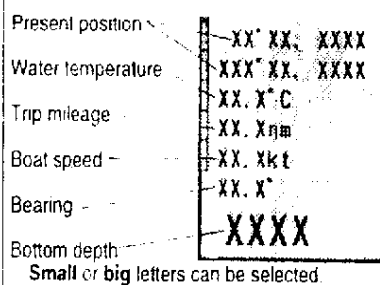 Present position
XX°XX. XXXX
Water temperature
XXX°XX. XXXX
XX.X°C
Trip mileage
XX.Xnm
Boat speed
XX.Xkt
Bearing
XX.X°
Bottom depth
XXXX
Small or big letters can be selected.